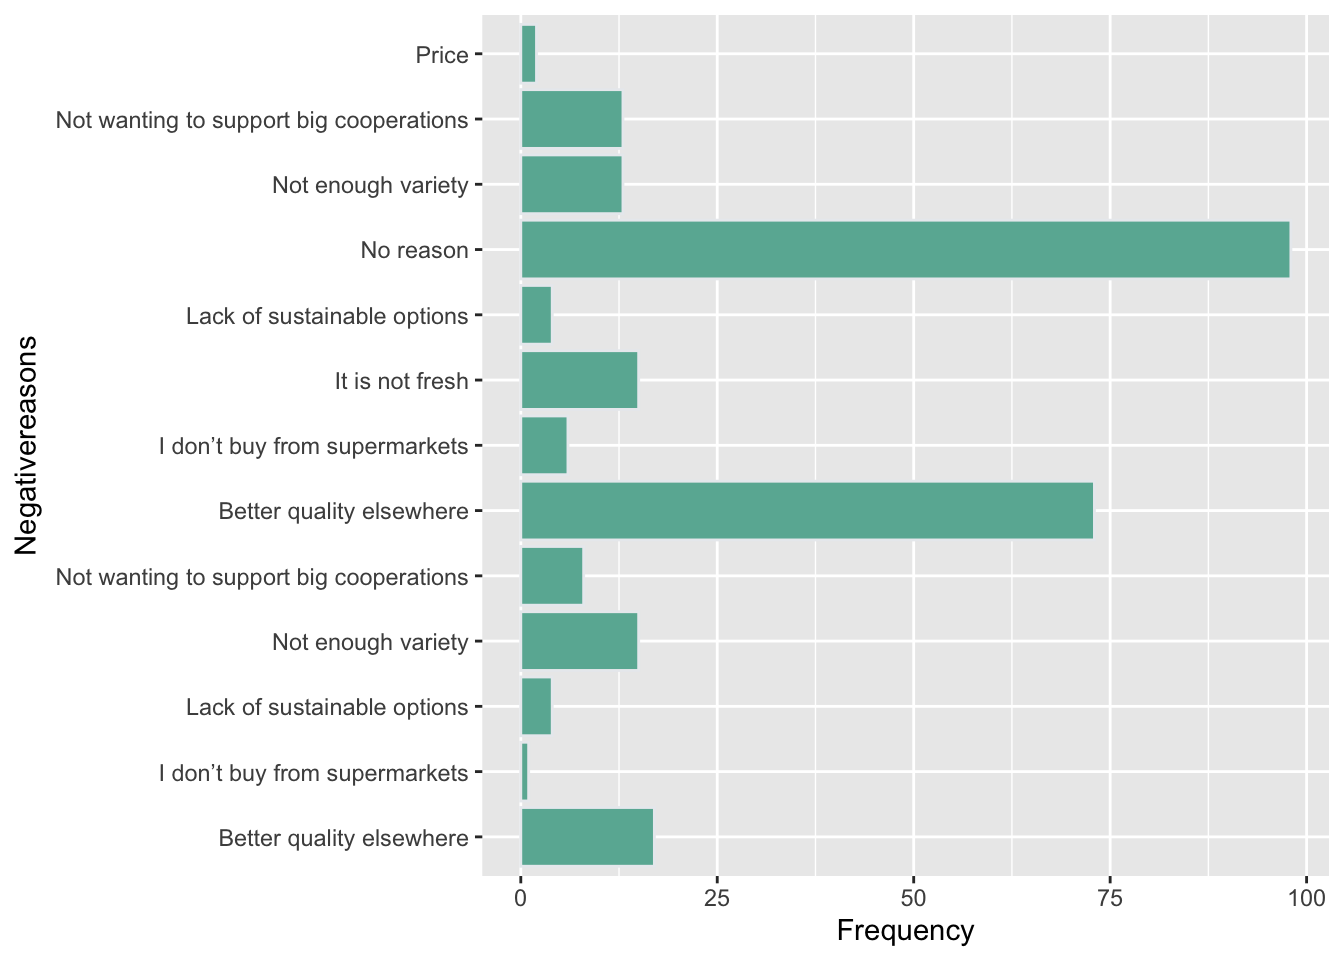 Price
Not wanting to support big cooperations
Not enough variety
No reason
Lack of sustainable options
It is not fresh
I don’t buy from supermarkets
Better quality elsewhere
Not wanting to support big cooperations
Not enough variety
Lack of sustainable options
I don’t buy from supermarkets
Better quality elsewhere
Negativereasons
0 25 50 75 100
Frequency